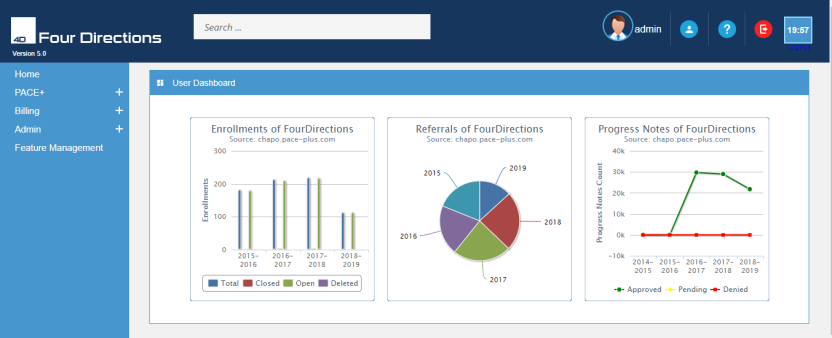 4D Four Directions
Version 5.0
Search ...
admin
?
19:57
Home
PACE+ +
Billing +
Admin +
Feature Management
User Dashboard
Enrollments of FourDirections
Source: chapo.pace-plus.com
Enrollments
300
200
100
0
2015-2016
2016-2017
2017-2018
2018-2019
Total Closed Open Deleted
Referrals of FourDirections
Source: chapo.pace-plus.com
2015
2019
2016
2018
2017
Progress Notes of FourDirections
Source: chapo.pace-plus.com
Progress Notes Count
40k
30k
20k
10k
0k
-10k
2014-2015
2015-2016
2016-2017
2017-2018
2018-2019
Approved Pending Denied